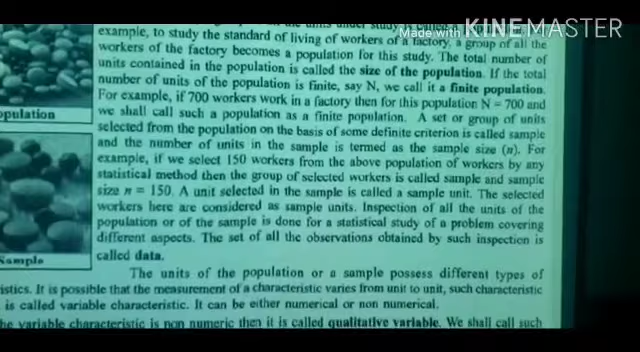 the units under study is called a
Made with KINEMASTER
example, to study the standard of living of workers of a factory, a group of all the
workers of the factory becomes a population for this study. The total number of
units contained in the population is called the size of the population. If the total
number of units of the population is finite, say N, we call it a finite population.
For example, if 700 workers work in a factory then for this population N = 700 and
we shall call such a population as a finite population. A set or group of units
selected from the population on the basis of some definite criterion is called sample
and the number of units in the sample is termed as the sample size (n). For
example, if we select 150 workers from the above population of workers by any
statistical method then the group of selected workers is called sample and sample
size n = 150. A unit selected in the sample is called a sample unit. The selected
workers here are considered as sample units. Inspection of all the units of the
population or of the sample is done for a statistical study of a problem covering
different aspects. The set of all the observations obtained by such inspection is
called data.
opulation
Sample
The units of the population or a sample possess different types of
istics. It is possible that the measurement of a characteristic varies from unit to unit, such characteristic
is called variable characteristic. It can be either numerical or non numerical.
he variable characteristic is non numeric then it is called qualitative variable. We shall call such